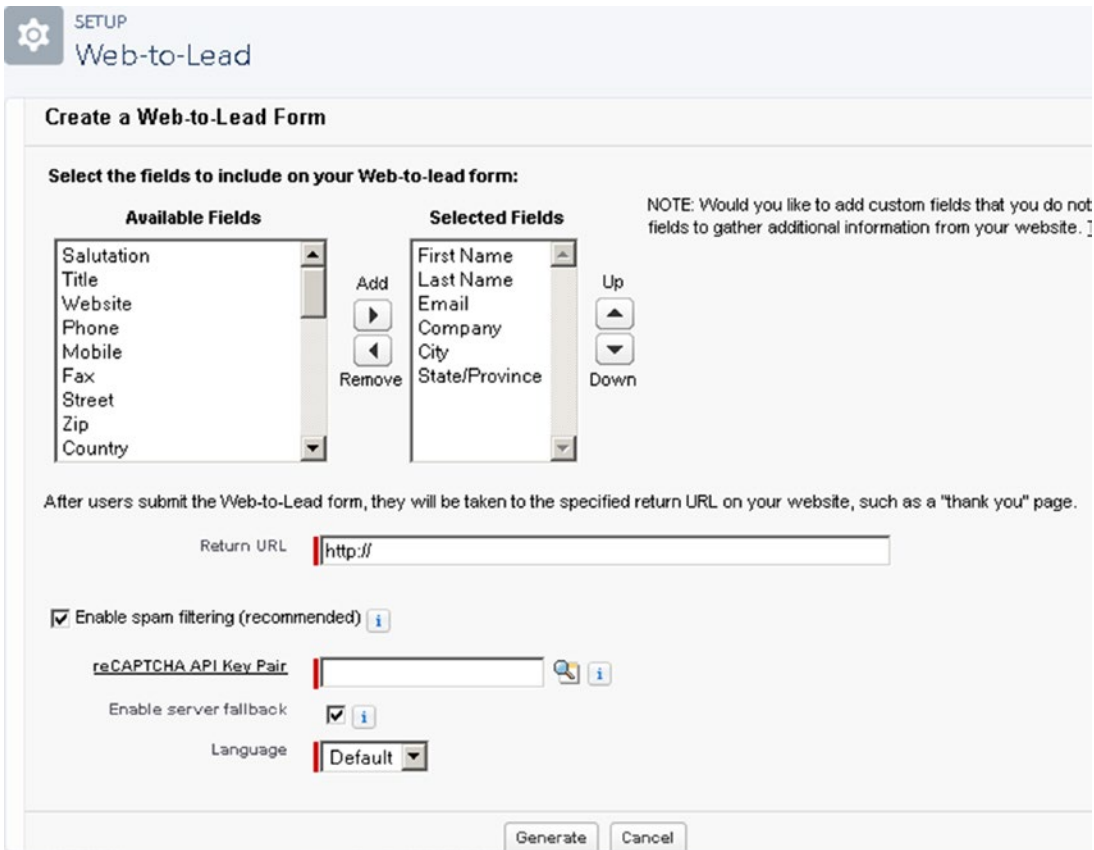 SETUP
Web-to-Lead
Create a Web-to-Lead Form
Select the fields to include on your Web-to-lead form:
NOTE: Would you like to add custom fields that you do not
fields to gather additional information from your website.
Available Fields
Salutation
Title
Website
Phone
Mobile
Fax
Street
Zip
Country
Add
Remove
Selected Fields
First Name
Last Name
Email
Company
City
State/Province
Up
Down
After users submit the Web-to-Lead form, they will be taken to the specified return URL on your website, such as a "thank you" page.
Return URL http://
Enable spam filtering (recommended) i
reCAPTCHA API Key Pair i
Enable server fallback i
Language Default
Generate Cancel